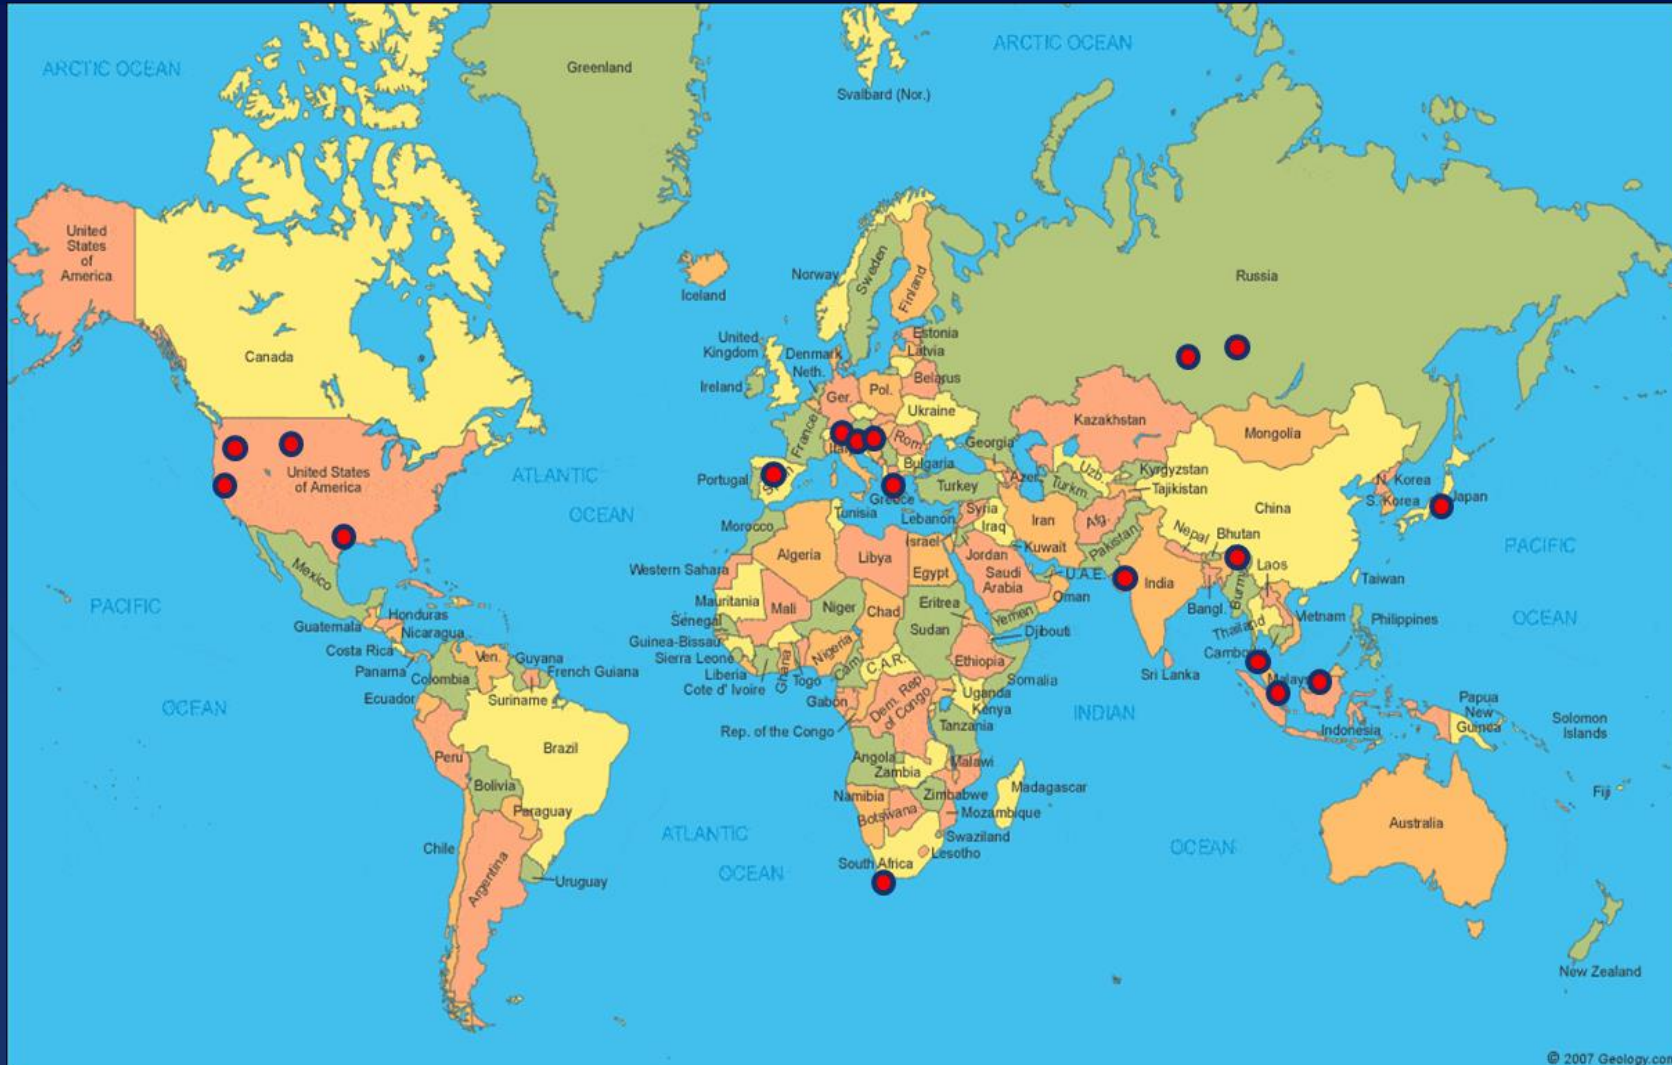 ARCTIC OCEAN
ARCTIC OCEAN
Greenland
Svalbard (Nor.)
United
States
of
America
Canada
Iceland
Norway
Sweden
Finland
Russia
Estonia
Latvia
Belarus
United
Kingdom
Denmark
Neth.
Ireland
Ger.
Pol.
Ukraine
France
Rom.
Bulgaria
Georgia
Kazakhstan
Mongolia
United States
of America
ATLANTIC
OCEAN
Portugal
Greece
Turkey
Azer.
Uzb.
Turkm.
Kyrgyzstan
Tajikistan
China
N. Korea
S. Korea
Japan
Morocco
Tunisia
Lebanon
Syria
Iraq
Iran
Afg.
Pakistan
Nepal
Bhutan
PACIFIC
OCEAN
Algeria
Libya
Israel
Egypt
Jordan
Kuwait
Saudi
Arabia
U.A.E.
Oman
Yemen
India
Bangl.
Burma
Laos
Taiwan
Vietnam
Philippines
Thailand
Mexico
Western Sahara
Mauritania
Mali
Niger
Chad
Sudan
Eritrea
Djibouti
Senegal
Guinea-Bissau
Sierra Leone
Liberia
Cote d' Ivoire
Ghana
Togo
Nigeria
Cam.
C.A.R.
Ethiopia
Somalia
Sri Lanka
PACIFIC
OCEAN
Guatemala
Honduras
Nicaragua
Costa Rica
Panama
Ven.
Guyana
French Guiana
Suriname
Colombia
Ecuador
Gabon
Rep. of the Congo
Dem. Rep.
of Congo
Uganda
Kenya
Tanzania
INDIAN
OCEAN
Indonesia
Papua
New
Guinea
Solomon
Islands
Peru
Brazil
Bolivia
Paraguay
Chile
Argentina
Uruguay
ATLANTIC
OCEAN
Angola
Zambia
Malawi
Namibia
Botswana
Zimbabwe
Mozambique
Madagascar
Swaziland
Lesotho
South Africa
Fiji
Australia
New Zealand